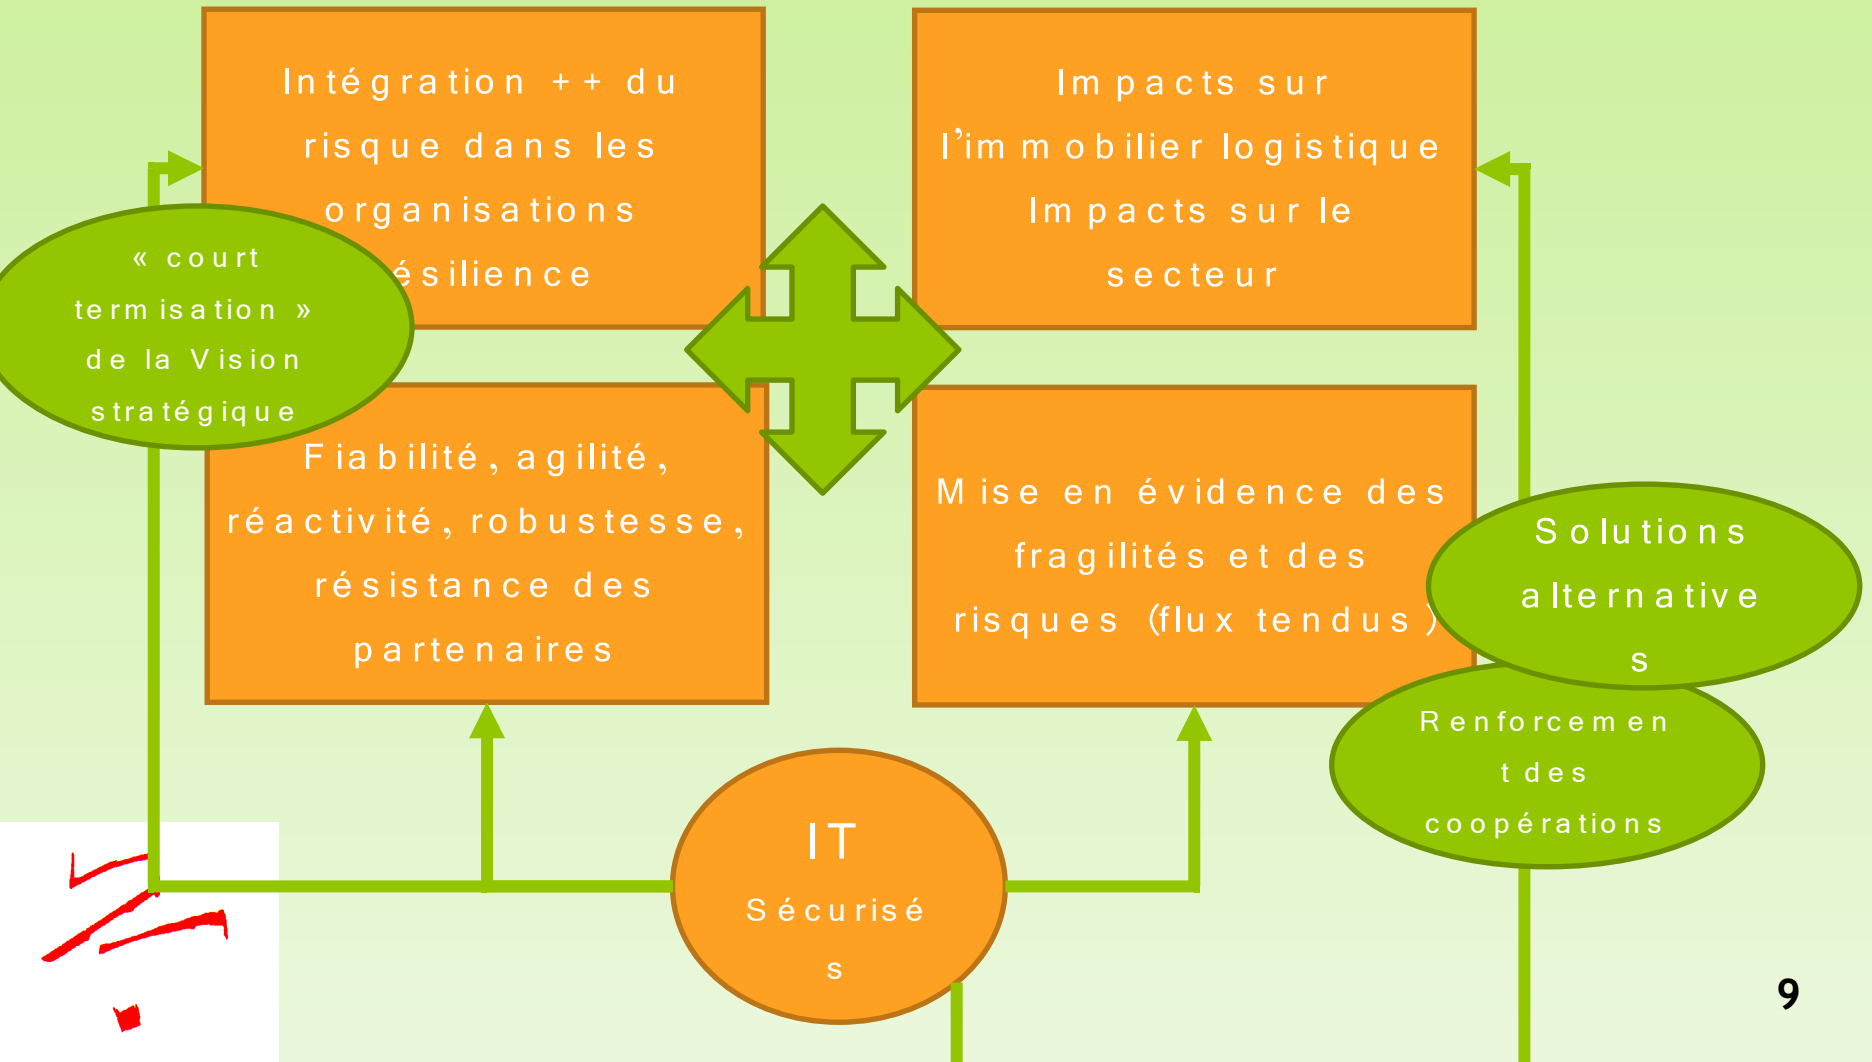 Intégration ++ du
risque dans les
organisations
ésilience
Impacts sur
l'immobilier logistique
Impacts sur le
secteur
« court
termisation »
de la Vision
stratégique
Fiabilité, agilité,
réactivité, robustesse,
résistance des
partenaires
Mise en évidence des
fragilités et des
risques (flux tendus)
Solutions
alternative
s
Renforcemen
t des
coopérations
IT
Sécurisé
s
9